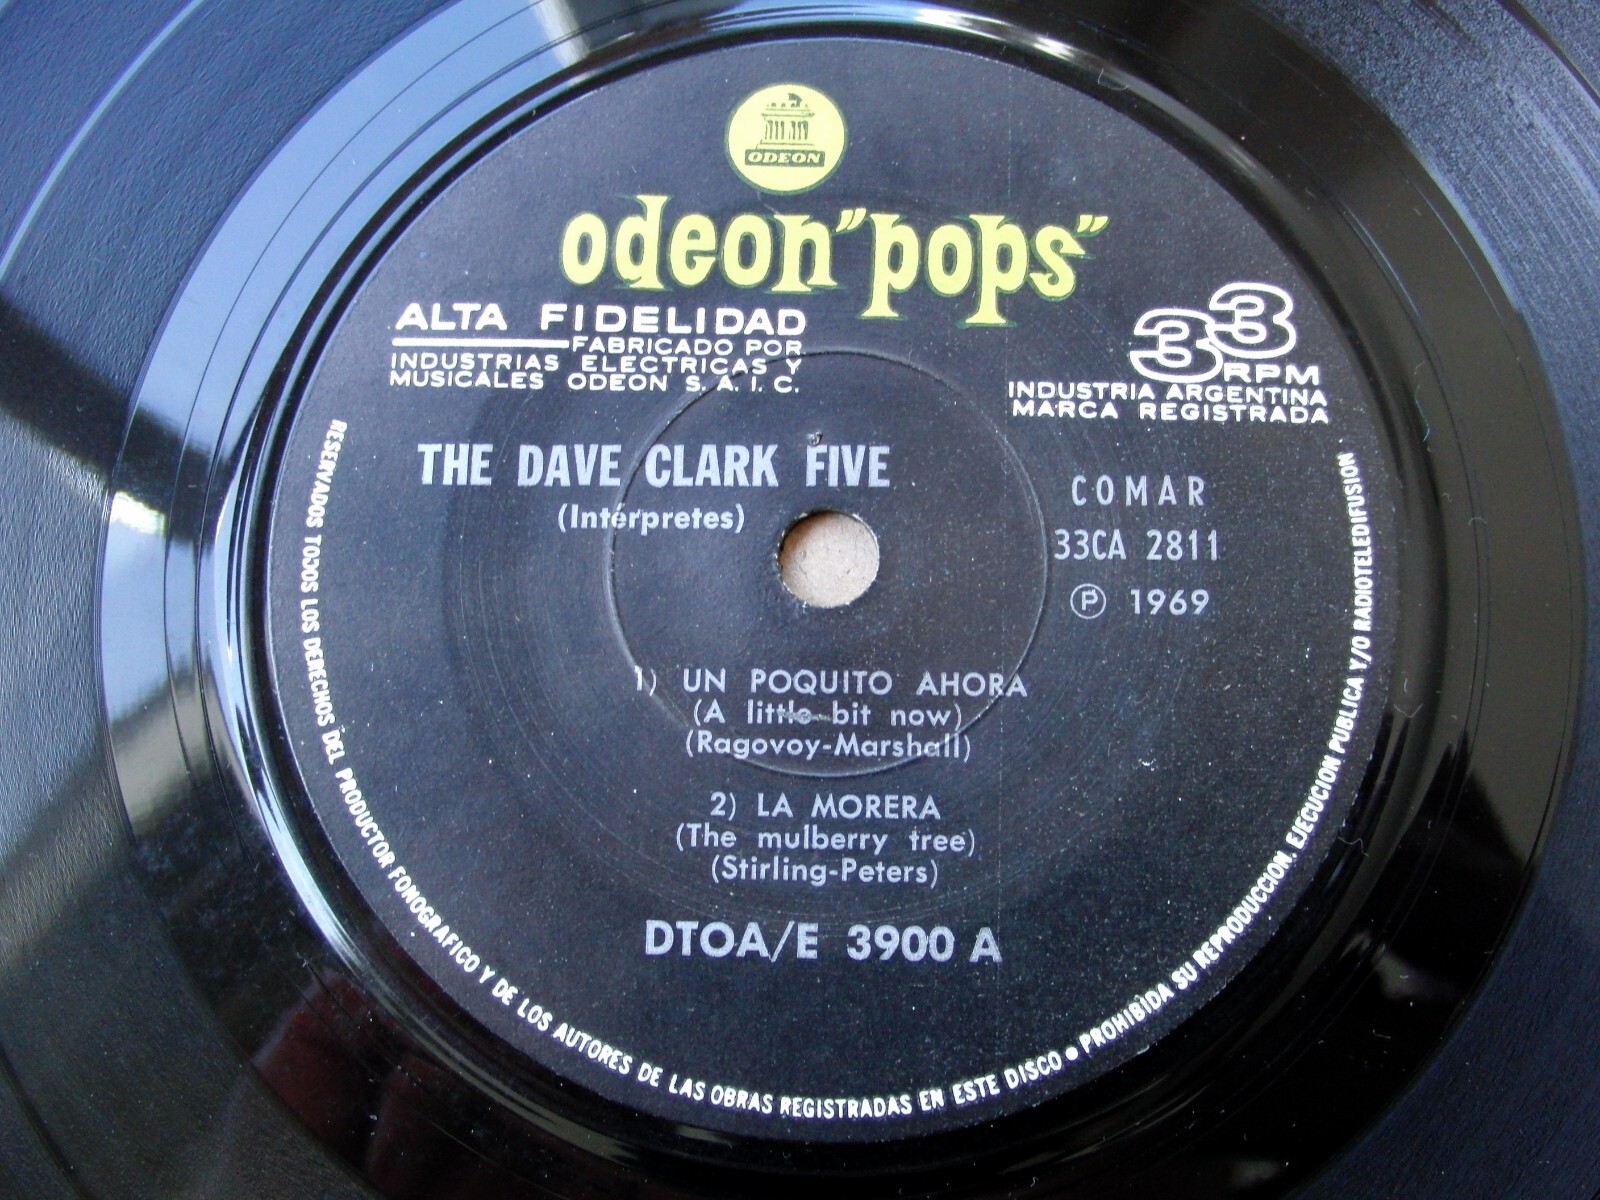 ODEON
odeon "pops"
ALTA FIDELIDAD
FABRICADO POR
INDUSTRIAS ELECTRICAS Y
MUSICALES ODEON S. A. I. C.
33
RPM
INDUSTRIA ARGENTINA
MARCA REGISTRADA
THE DAVE CLARK FIVE
(Intérpretes)
COMAR
33CA 2811
Ⓟ 1969
1) UN POQUITO AHORA
(A little bit now)
(Ragovoy-Marshall)
2) LA MORERA
(The mulberry tree)
(Stirling-Peters)
DTOA/E 3900 A
RESERVADOS TODOS LOS DERECHOS DEL PRODUCTOR FONOGRAFICO Y DE LOS AUTORES DE LAS OBRAS REGISTRADAS EN ESTE DISCO • PROHIBIDA SU REPRODUCCION, EJECUCION PUBLICA Y/O RADIOTELEDIFUSION